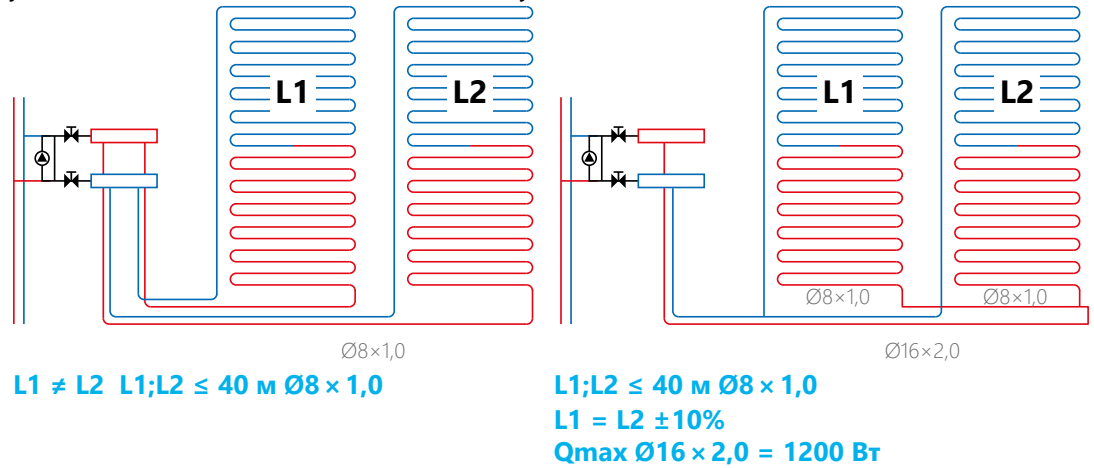 L1 L2 L1 L2
Ø8×1,0 Ø8×1,0
Ø8×1,0 Ø16×2,0
L1 ≠ L2 L1;L2 ≤ 40 м Ø8 × 1,0
L1;L2 ≤ 40 м Ø8 × 1,0
L1 = L2 ±10%
Qmax Ø16 × 2,0 = 1200 Вт